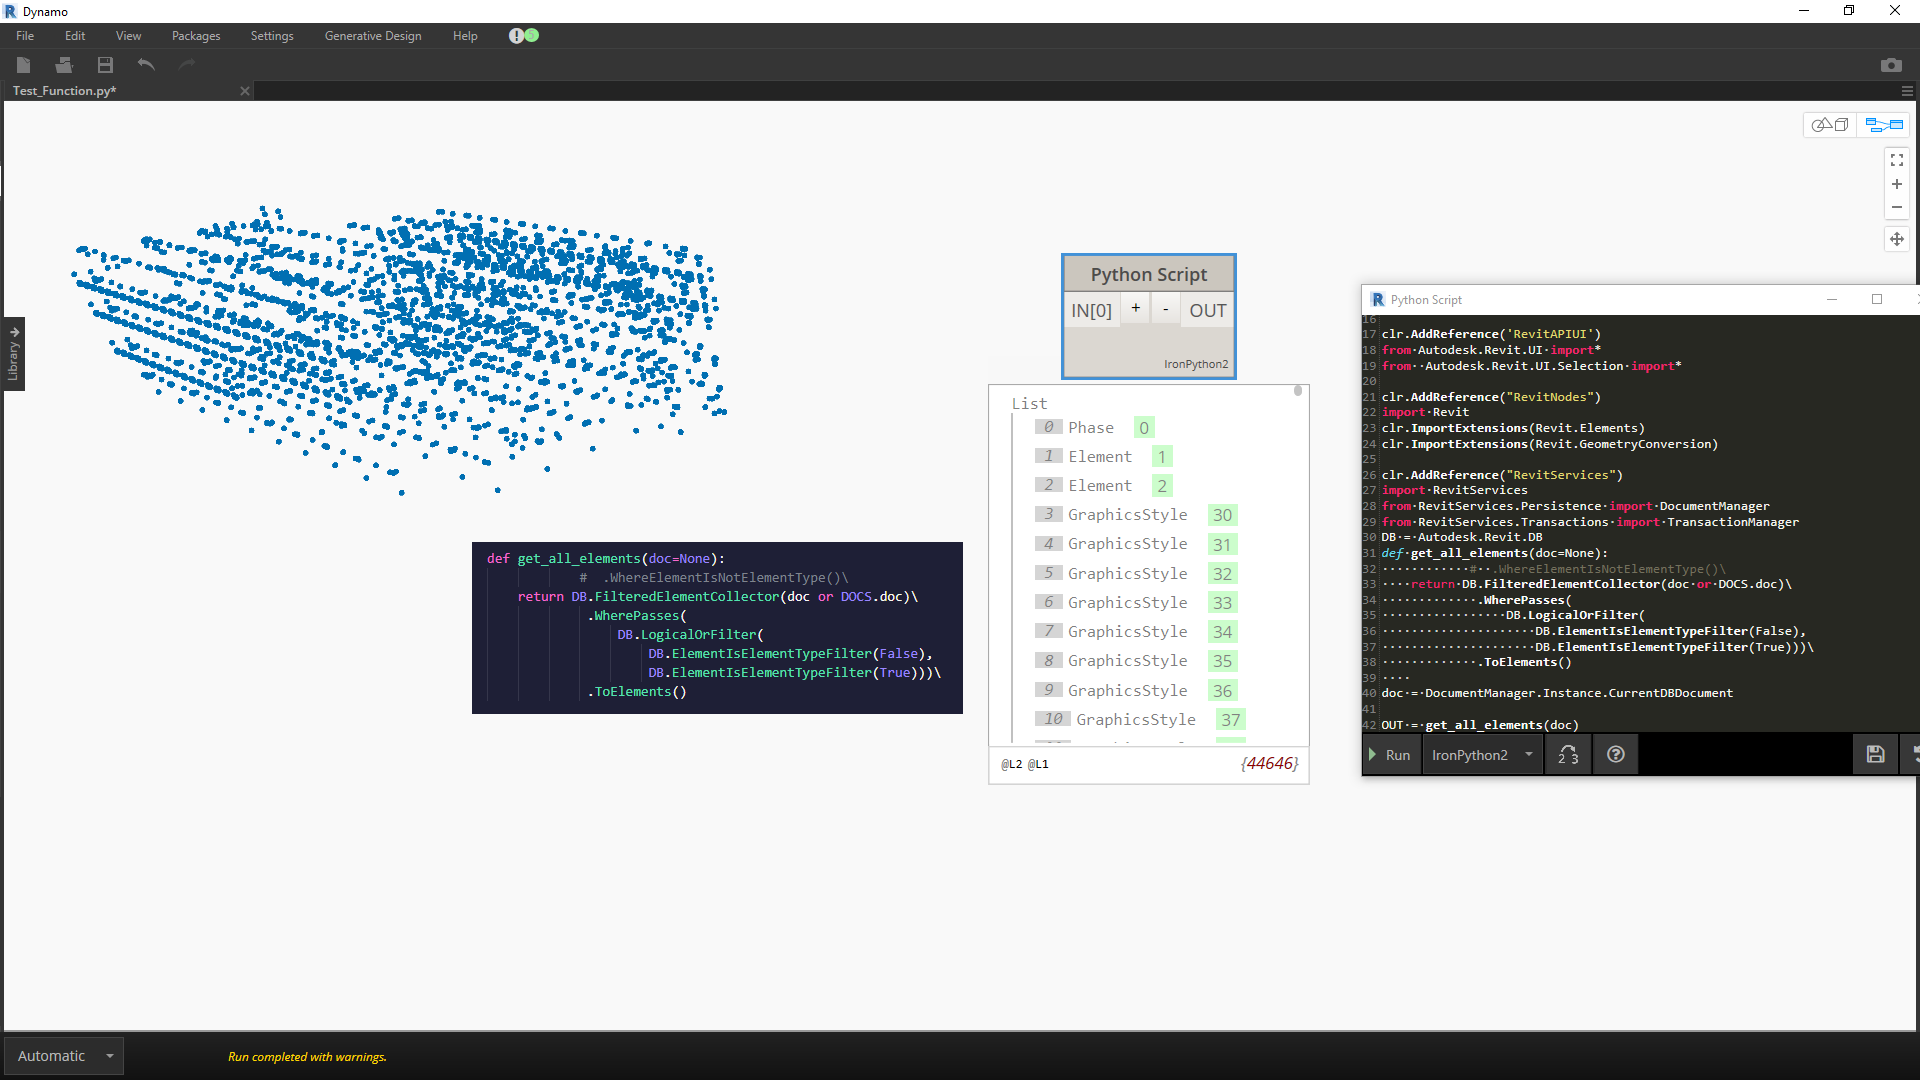 Dynamo
File Edit View Packages Settings Generative Design Help
Test_Function.py*
Library
Python Script
IN[0] + - OUT
IronPython2
List
0 Phase 0
1 Element 1
2 Element 2
3 GraphicsStyle 30
4 GraphicsStyle 31
5 GraphicsStyle 32
6 GraphicsStyle 33
7 GraphicsStyle 34
8 GraphicsStyle 35
9 GraphicsStyle 36
10 GraphicsStyle 37
@L2 @L1 {44646}
def get_all_elements(doc=None):
# .WhereElementIsNotElementType()\
return DB.FilteredElementCollector(doc or DOCS.doc)\
.WherePasses(
DB.LogicalOrFilter(
DB.ElementIsElementTypeFilter(False),
DB.ElementIsElementTypeFilter(True)))\
.ToElements()
Python Script
16
17 clr.AddReference('RevitAPIUI')
18 from Autodesk.Revit.UI import*
19 from Autodesk.Revit.UI.Selection import*
20
21 clr.AddReference("RevitNodes")
22 import Revit
23 clr.ImportExtensions(Revit.Elements)
24 clr.ImportExtensions(Revit.GeometryConversion)
25
26 clr.AddReference("RevitServices")
27 import RevitServices
28 from RevitServices.Persistence import DocumentManager
29 from RevitServices.Transactions import TransactionManager
30 DB = Autodesk.Revit.DB
31 def get_all_elements(doc=None):
32 # .WhereElementIsNotElementType()\
33 return DB.FilteredElementCollector(doc or DOCS.doc)\
34 .WherePasses(
35 DB.LogicalOrFilter(
36 DB.ElementIsElementTypeFilter(False),
37 DB.ElementIsElementTypeFilter(True)))\
38 .ToElements()
39
40 doc = DocumentManager.Instance.CurrentDBDocument
41
42 OUT = get_all_elements(doc)
Run IronPython2
Automatic
Run completed with warnings.